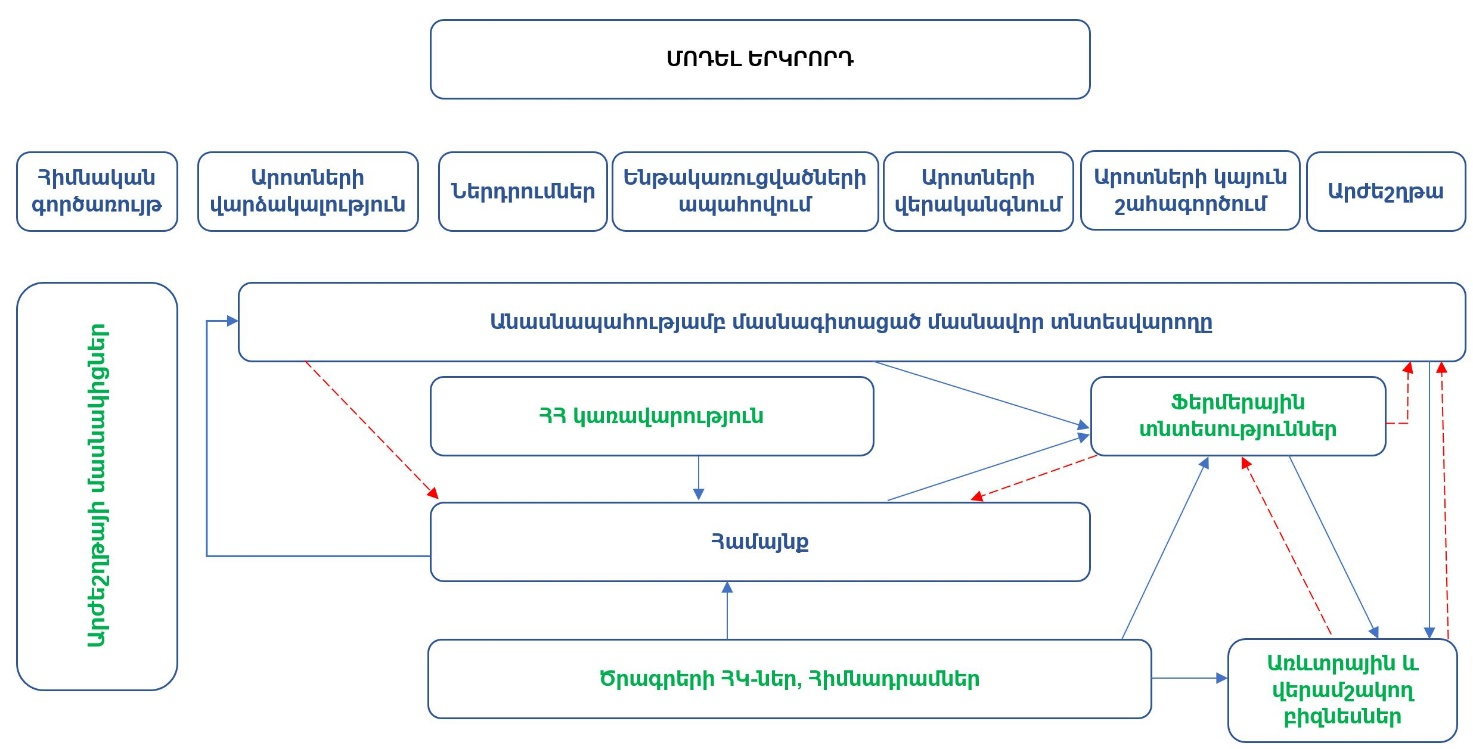 ՄՈԴԵԼ ԵՐԿՐՈՐԴ
Հիմնական
գործառույթ
Արոտների
վարձակալություն
Ներդրումներ
Ենթակառուցվածների
ապահովում
Արոտների
վերականգնում
Արոտների կայուն
շահագործում
Արժեշղթա
Արժեշղթայի մասնակիցներ
Անասնապահությամբ մասնագիտացած մասնավոր տնտեսվարողը
ՀՀ կառավարություն
Ֆերմերային
տնտեսություններ
Համայնք
Ծրագրերի ՀԿ-ներ, Հիմնադրամներ
Առևտրային և
վերամշակող
բիզնեսներ